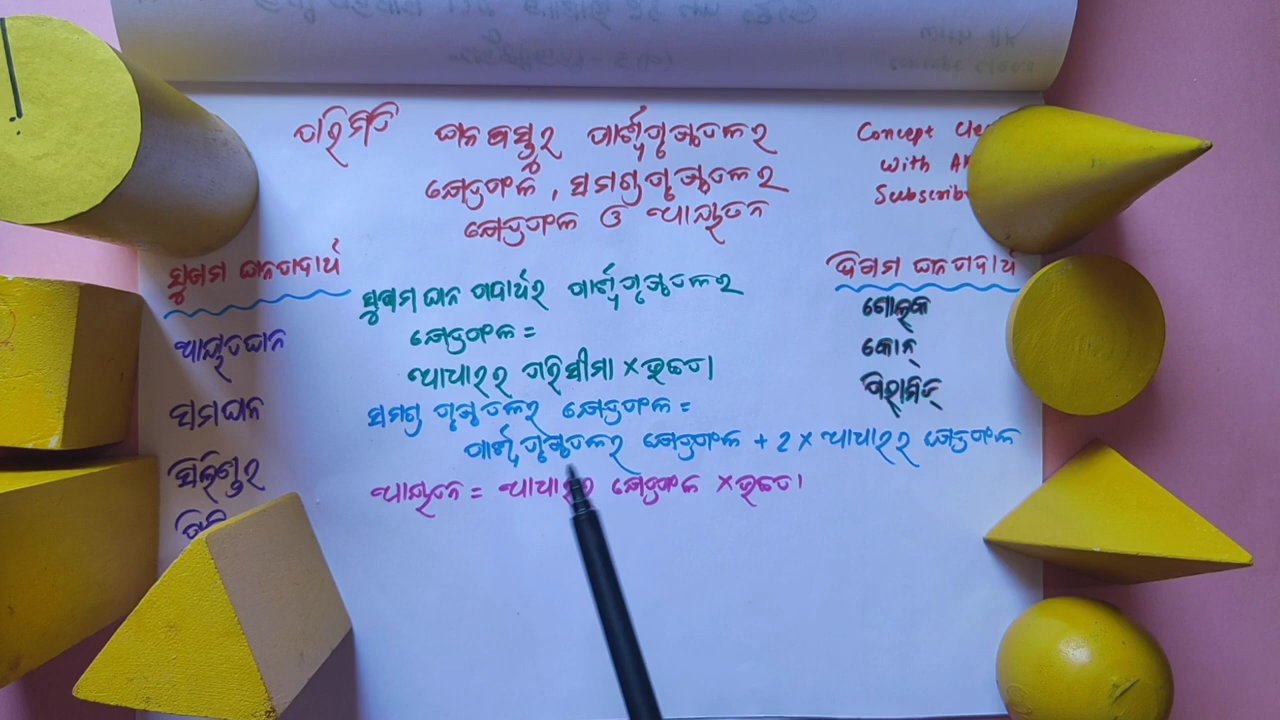 ପରିମିତି ଘନବସ୍ତୁର ପାର୍ଶ୍ୱପୃଷ୍ଠତଳର
କ୍ଷେତ୍ରଫଳ, ସମଗ୍ରପୃଷ୍ଠତଳର
କ୍ଷେତ୍ରଫଳ ଓ ଆୟତନ
Concept
With
Subscrib
ସୁଷମ ଘନପଦାର୍ଥ
ଆୟତଘନ
ସମଘନ
ସିଲିଣ୍ଡର
ସୁଷମ ଘନ ପଦାର୍ଥର ପାର୍ଶ୍ୱପୃଷ୍ଠତଳର
କ୍ଷେତ୍ରଫଳ =
ଆଧାରର ପରିସୀମା × ଉଚ୍ଚତା
ସମଗ୍ର ପୃଷ୍ଠତଳର କ୍ଷେତ୍ରଫଳ =
ପାର୍ଶ୍ୱପୃଷ୍ଠତଳର କ୍ଷେତ୍ରଫଳ + 2 × ଆଧାରର କ୍ଷେତ୍ରଫଳ
ଆୟତନ = ଆଧାରର କ୍ଷେତ୍ରଫଳ × ଉଚ୍ଚତା
ବିଷମ ଘନପଦାର୍ଥ
ଗୋଲକ
କୋନ୍
ପିରାମିଡ୍